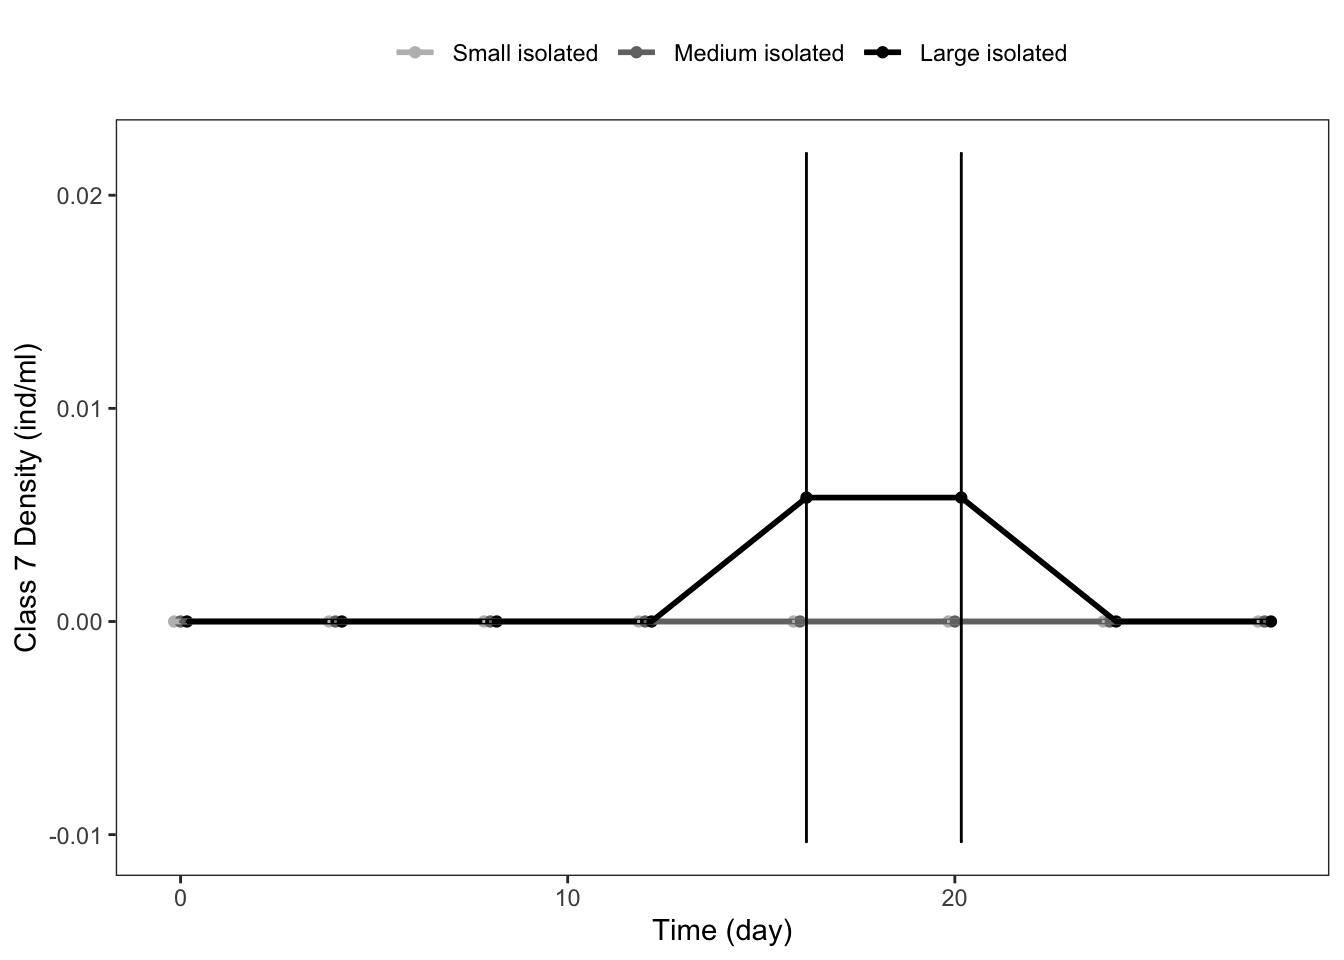 Small isolated Medium isolated Large isolated
Class 7 Density (ind/ml)
0.02
0.01
0.00
-0.01
0 10 20
Time (day)